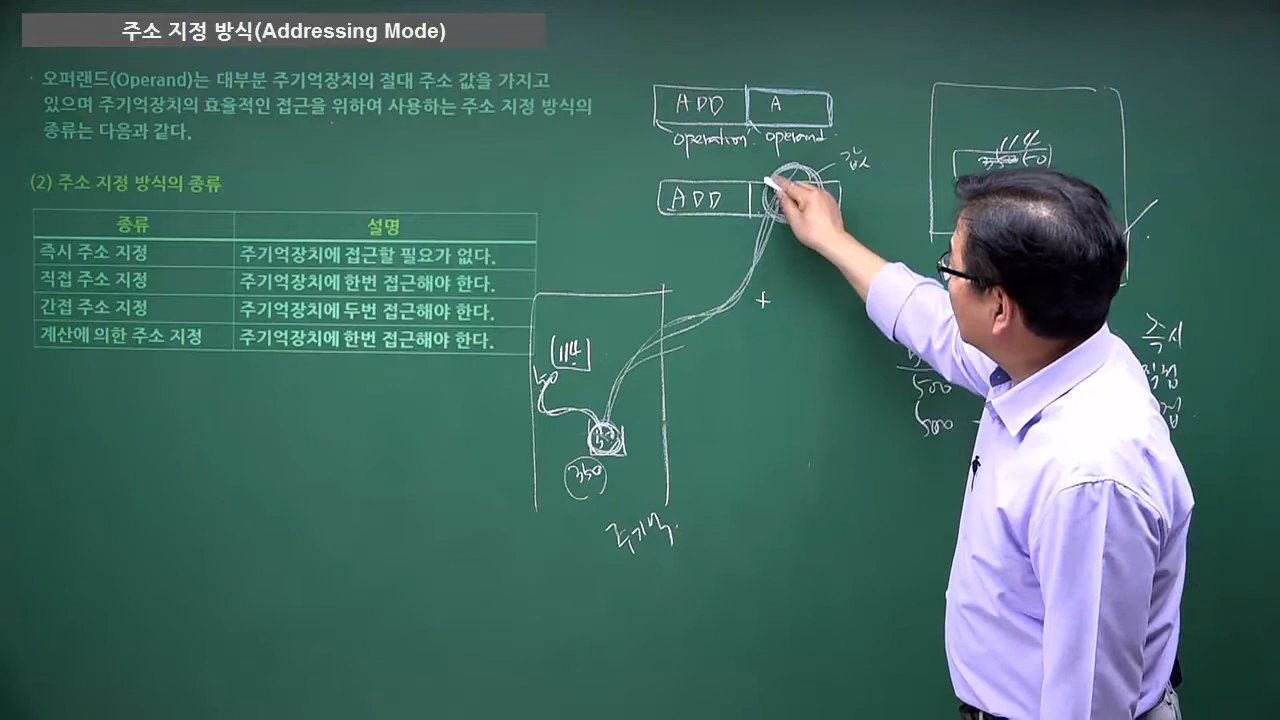 주소 지정 방식(Addressing Mode)
· 오퍼랜드(Operand)는 대부분 주기억장치의 절대 주소 값을 가지고
있으며 주기억장치의 효율적인 접근을 위하여 사용하는 주소 지정 방식의
종류는 다음과 같다.
(2) 주소 지정 방식의 종류
종류 설명
즉시 주소 지정 주기억장치에 접근할 필요가 없다.
직접 주소 지정 주기억장치에 한번 접근해야 한다.
간접 주소 지정 주기억장치에 두번 접근해야 한다.
계산에 의한 주소 지정 주기억장치에 한번 접근해야 한다.
ADD A
operation operand
ADD
+
114
350
주기억
114
500
500
즉시